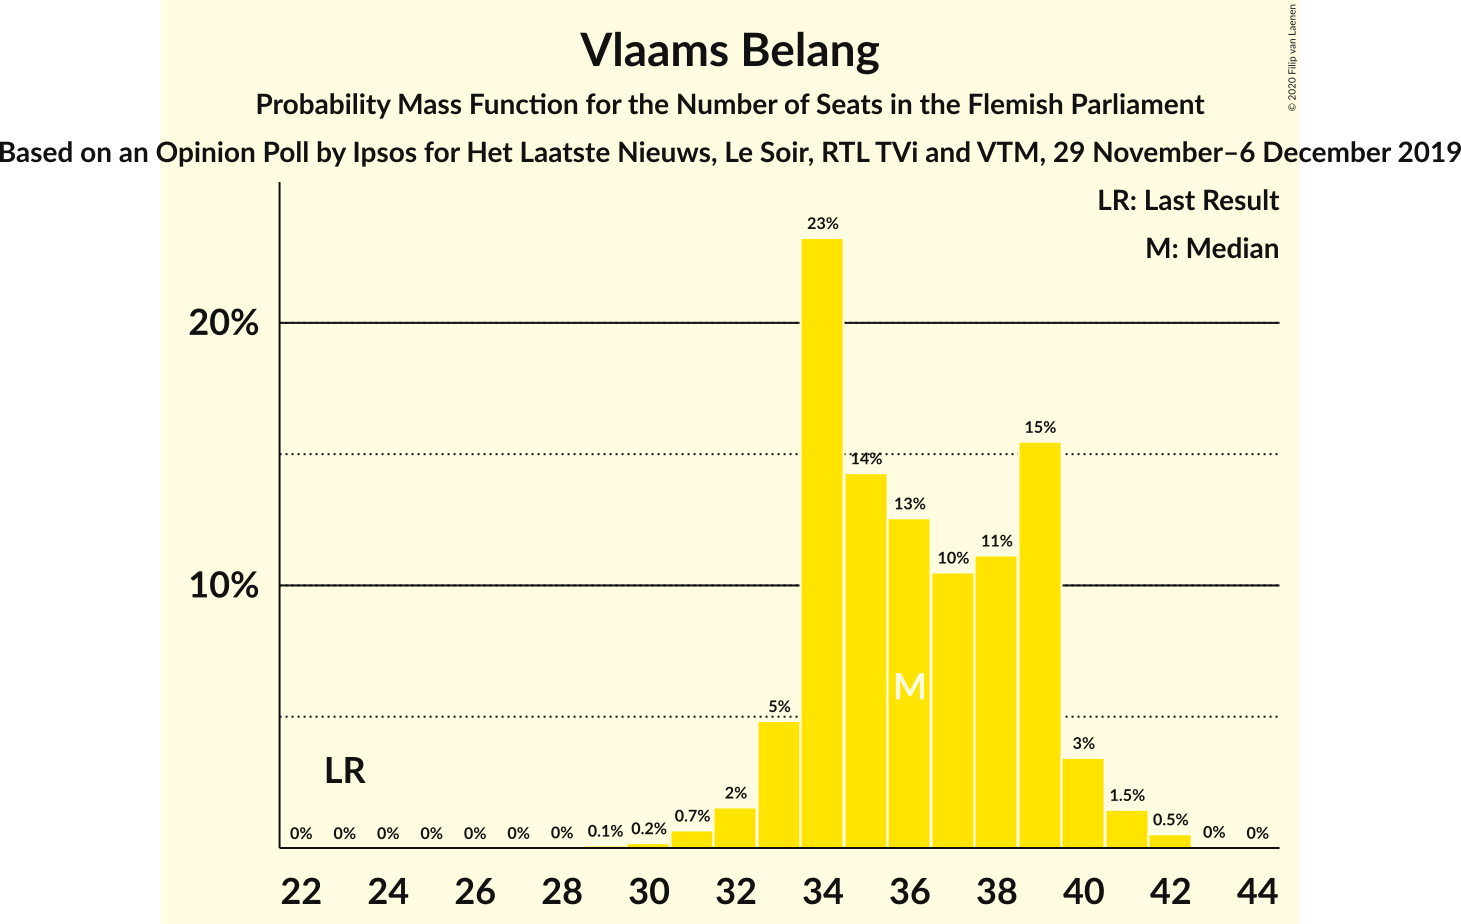 Vlaams Belang
Probability Mass Function for the Number of Seats in the Flemish Parliament
Based on an Opinion Poll by Ipsos for Het Laatste Nieuws, Le Soir, RTL TVi and VTM, 29 November–6 December 2019
© 2020 Filip van Laenen
LR: Last Result
M: Median
20%
10%
0% 0% 0% 0% 0% 0% 0% 0.1% 0.2% 0.7% 2% 5% 23% 14% 13% 10% 11% 15% 3% 1.5% 0.5% 0% 0%
LR
M
22 24 26 28 30 32 34 36 38 40 42 44